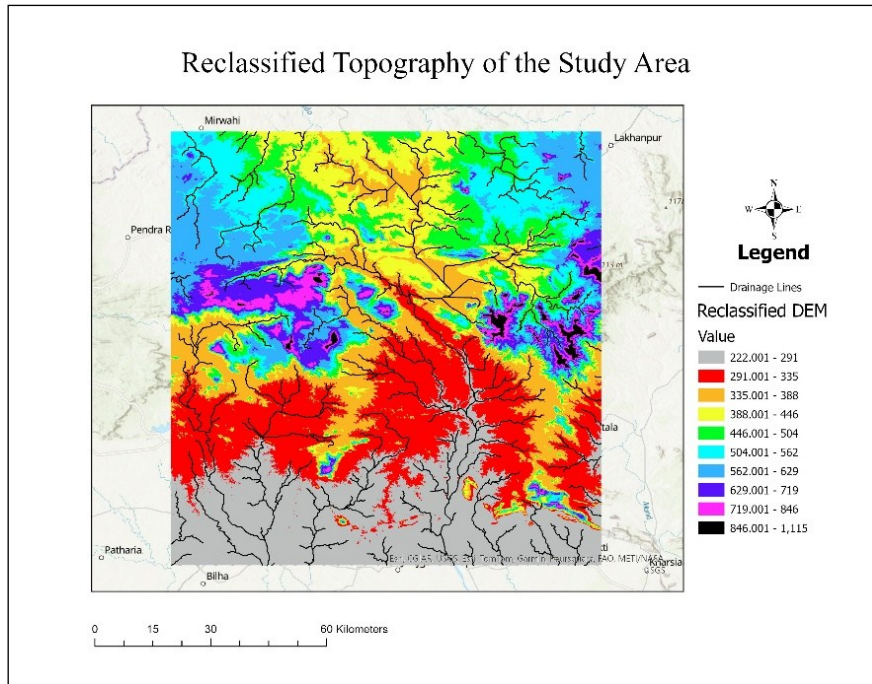 Reclassified Topography of the Study Area
Mirwahi
Lakhanpur
Pendra R
Patharia
Bilha
tala
Mand
Kharsia
USGS
N
W E
S
Legend
Drainage Lines
Reclassified DEM
Value
222.001 - 291
291.001 - 335
335.001 - 388
388.001 - 446
446.001 - 504
504.001 - 562
562.001 - 629
629.001 - 719
719.001 - 846
846.001 - 1,115
0 15 30 60 Kilometers